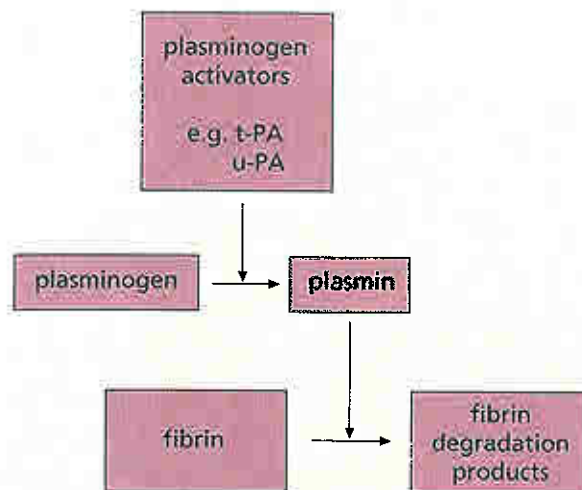 plasminogen
activators
e.g. t-PA
u-PA
plasminogen
plasmin
fibrin
fibrin
degradation
products